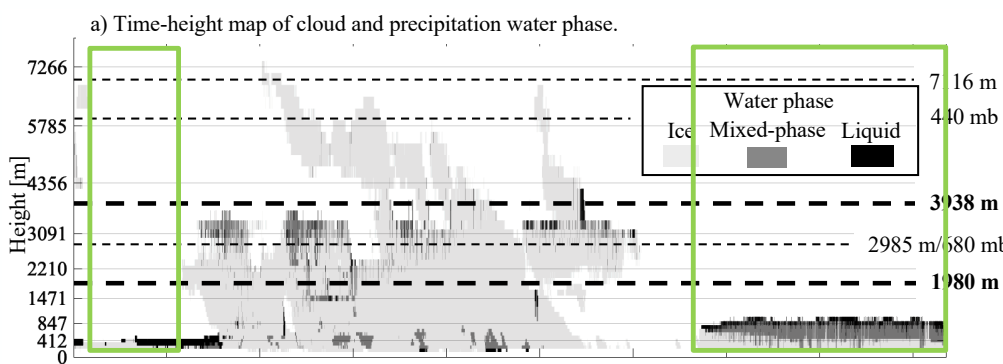 a) Time-height map of cloud and precipitation water phase.
Height [m]
7266
5785
4356
3091
2210
1471
847
412
0
7116 m
440 mb
3938 m
2985 m/680 mb
1980 m
Water phase
Ice Mixed-phase Liquid